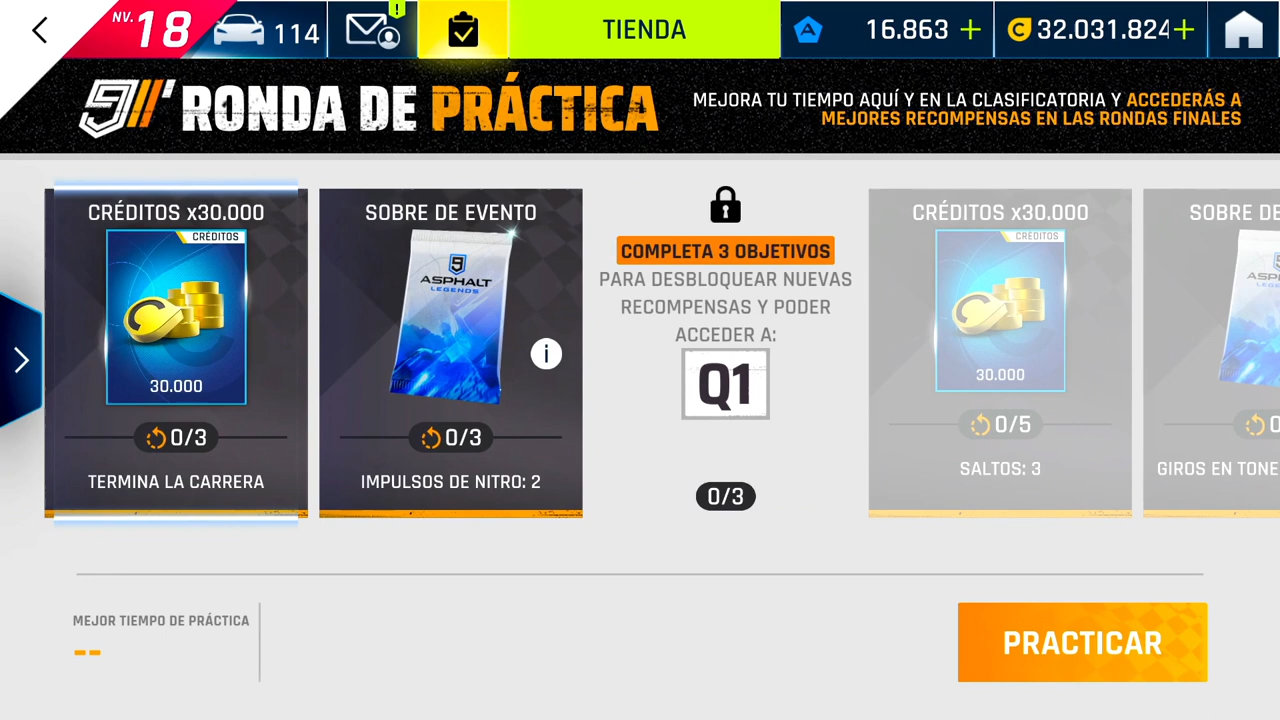 NV. 18
114
!
TIENDA
16.863 +
32.031.824 +
RONDA DE PRÁCTICA
MEJORA TU TIEMPO AQUÍ Y EN LA CLASIFICATORIA Y ACCEDERÁS A
MEJORES RECOMPENSAS EN LAS RONDAS FINALES
CRÉDITOS x30.000
CRÉDITOS
30.000
0/3
TERMINA LA CARRERA
SOBRE DE EVENTO
ASPHALT
LEGENDS
i
0/3
IMPULSOS DE NITRO: 2
COMPLETA 3 OBJETIVOS
PARA DESBLOQUEAR NUEVAS
RECOMPENSAS Y PODER
ACCEDER A:
Q1
0/3
CRÉDITOS x30.000
CRÉDITOS
30.000
0/5
SALTOS: 3
SOBRE DE
GIROS EN TONE
MEJOR TIEMPO DE PRÁCTICA
--
PRACTICAR